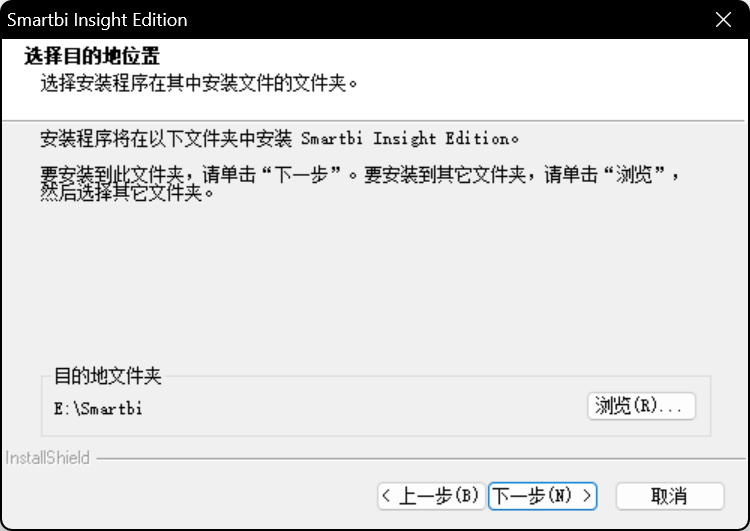 Smartbi Insight Edition
选择目的地位置
选择安装程序在其中安装文件的文件夹。
安装程序将在以下文件夹中安装 Smartbi Insight Edition。
要安装到此文件夹，请单击“下一步”。要安装到其它文件夹，请单击“浏览”，
然后选择其它文件夹。
目的地文件夹
E:\Smartbi
浏览(R)...
InstallShield
< 上一步(B)
下一步(N) >
取消